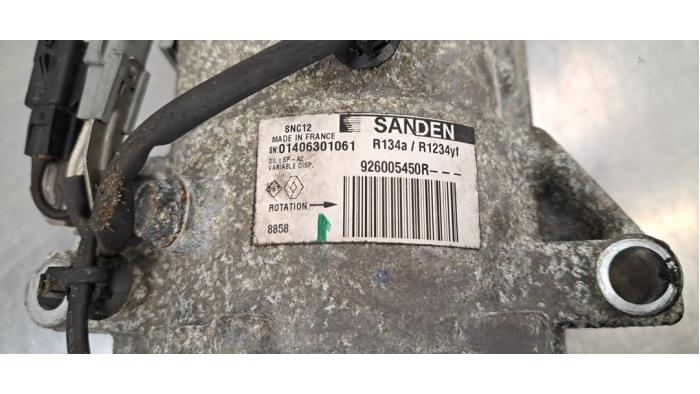 SNC12
MADE IN FRANCE
SN:01406301061
OIL : SP-A2
VARIABLE DISP.
ROTATION
8858
SANDEN
R134a / R1234yf
926005450R---